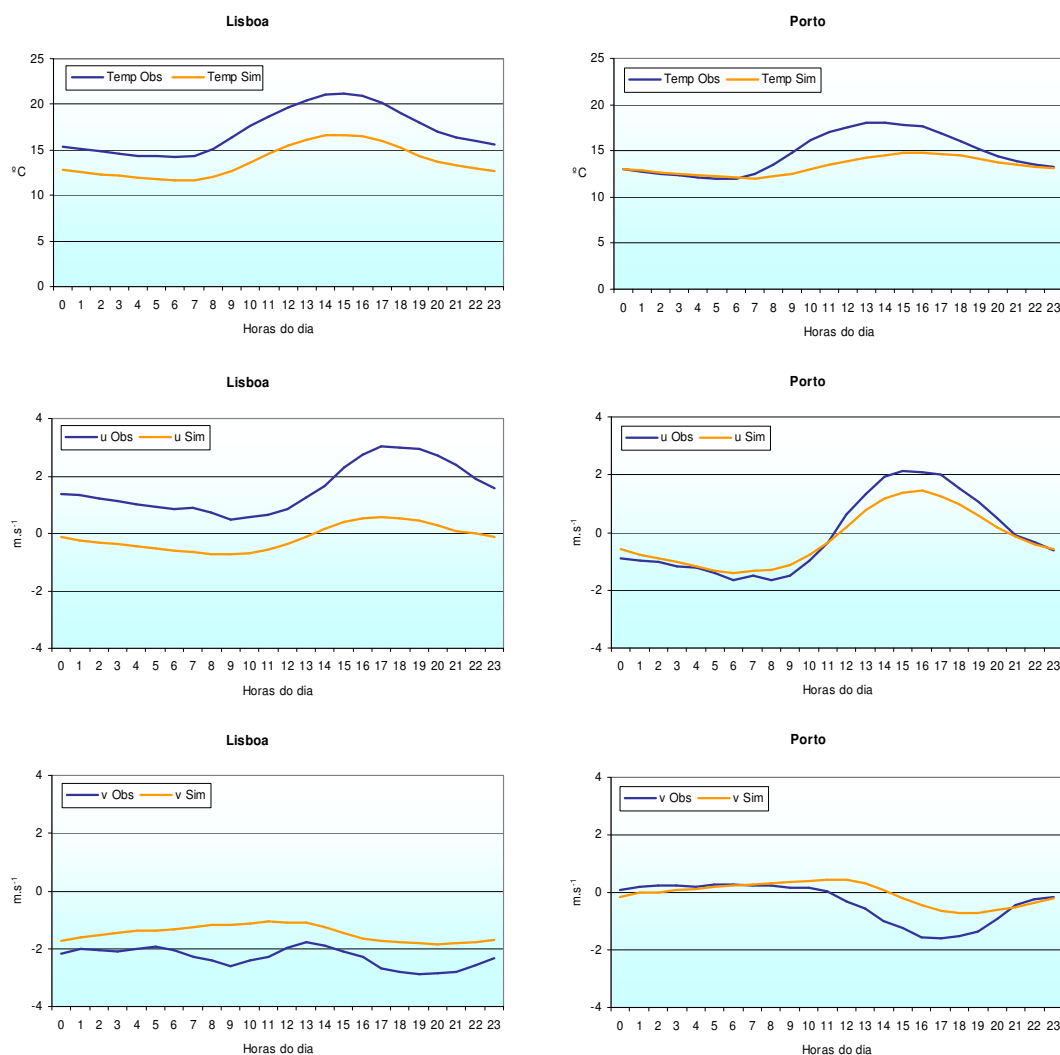 Lisboa
Temp Obs Temp Sim
25
20
15
10
5
0
ºC
0 1 2 3 4 5 6 7 8 9 10 11 12 13 14 15 16 17 18 19 20 21 22 23
Horas do dia
Porto
Temp Obs Temp Sim
25
20
15
10
5
0
ºC
0 1 2 3 4 5 6 7 8 9 10 11 12 13 14 15 16 17 18 19 20 21 22 23
Horas do dia
Lisboa
u Obs u Sim
4
2
0
-2
-4
m.s⁻¹
0 1 2 3 4 5 6 7 8 9 10 11 12 13 14 15 16 17 18 19 20 21 22 23
Horas do dia
Porto
u Obs u Sim
4
2
0
-2
-4
m.s⁻¹
0 1 2 3 4 5 6 7 8 9 10 11 12 13 14 15 16 17 18 19 20 21 22 23
Horas do dia
Lisboa
v Obs v Sim
4
2
0
-2
-4
m.s⁻¹
0 1 2 3 4 5 6 7 8 9 10 11 12 13 14 15 16 17 18 19 20 21 22 23
Horas do dia
Porto
v Obs v Sim
4
2
0
-2
-4
m.s⁻¹
0 1 2 3 4 5 6 7 8 9 10 11 12 13 14 15 16 17 18 19 20 21 22 23
Horas do dia